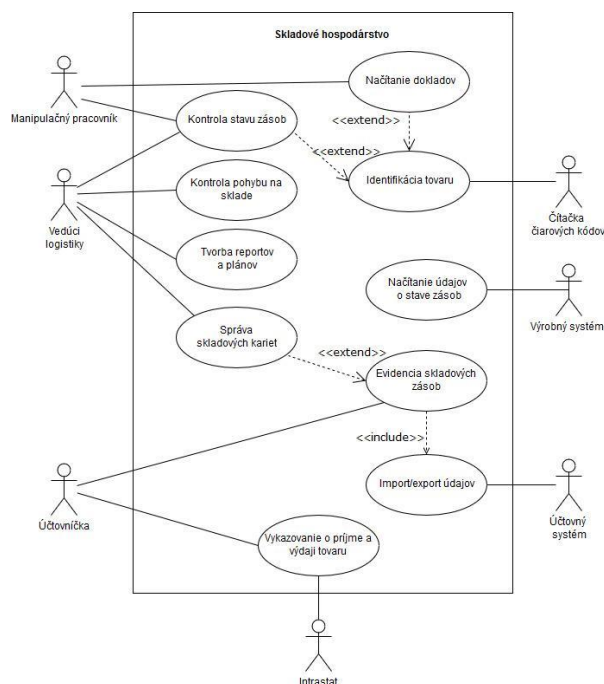 Skladové hospodárstvo
Načítanie dokladov
Manipulačný pracovník
Kontrola stavu zásob
<<extend>>
<<extend>>
Identifikácia tovaru
Kontrola pohybu na
sklade
Vedúci
logistiky
Čítačka
čiarových kódov
Tvorba reportov
a plánov
Načítanie údajov
o stave zásob
Výrobný systém
Správa
skladových kariet
<<extend>>
Evidencia skladových
zásob
<<include>>
Import/export údajov
Účtovníčka
Účtovný
systém
Vykazovanie o príjme a
výdaji tovaru
Intrastat